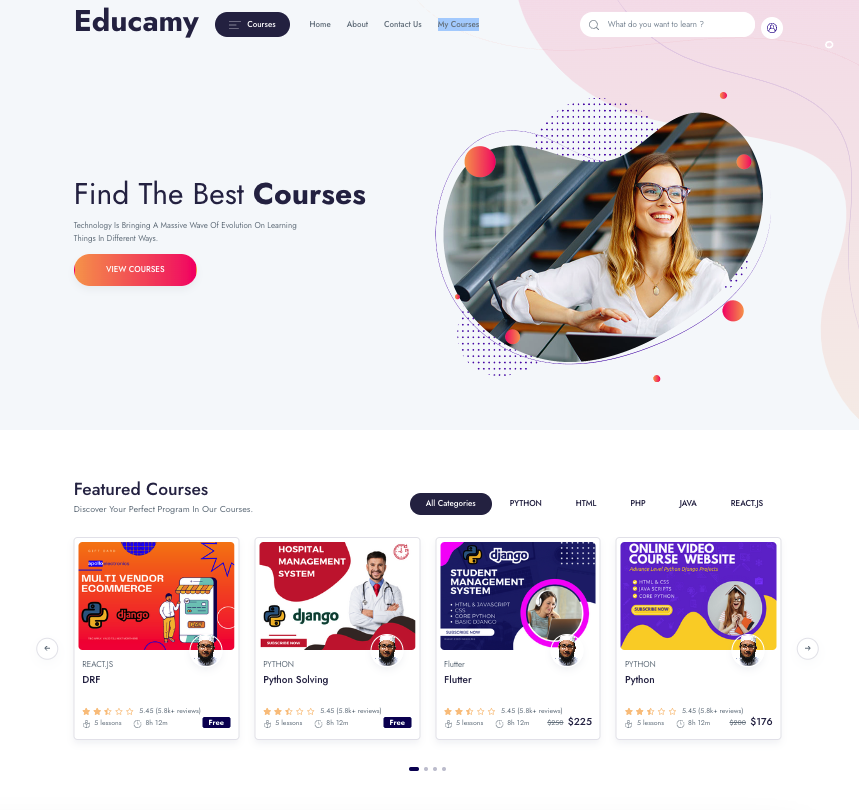 Educamy
Courses
Home
About
Contact Us
My Courses
What do you want to learn ?
Find The Best Courses
Technology Is Bringing A Massive Wave Of Evolution On Learning
Things In Different Ways.
VIEW COURSES
Featured Courses
Discover Your Perfect Program In Our Courses.
All Categories
PYTHON
HTML
PHP
JAVA
REACT.JS
MULTI VENDOR
ECOMMERCE
django
REACT.JS
DRF
5.45 (5.8k+ reviews)
5 lessons
8h 12m
Free
HOSPITAL
MANAGEMENT
SYSTEM
django
SUBSCRIBE NOW
PYTHON
Python Solving
5.45 (5.8k+ reviews)
5 lessons
8h 12m
Free
django
STUDENT
MANAGEMENT
SYSTEM
• HTML & JAVASCRIPT
• CSS
• CORE PYTHON
• BASIC DJANGO
SUBSCRIBE NOW
Flutter
Flutter
5.45 (5.8k+ reviews)
5 lessons
8h 12m
$250 $225
ONLINE VIDEO
COURSE WEBSITE
Advance Level Python Django Projects
HTML & CSS
JAVA SCRIPTS
CORE PYTHON
SUBSCRIBE NOW
PYTHON
Python
5.45 (5.8k+ reviews)
5 lessons
8h 12m
$200 $176